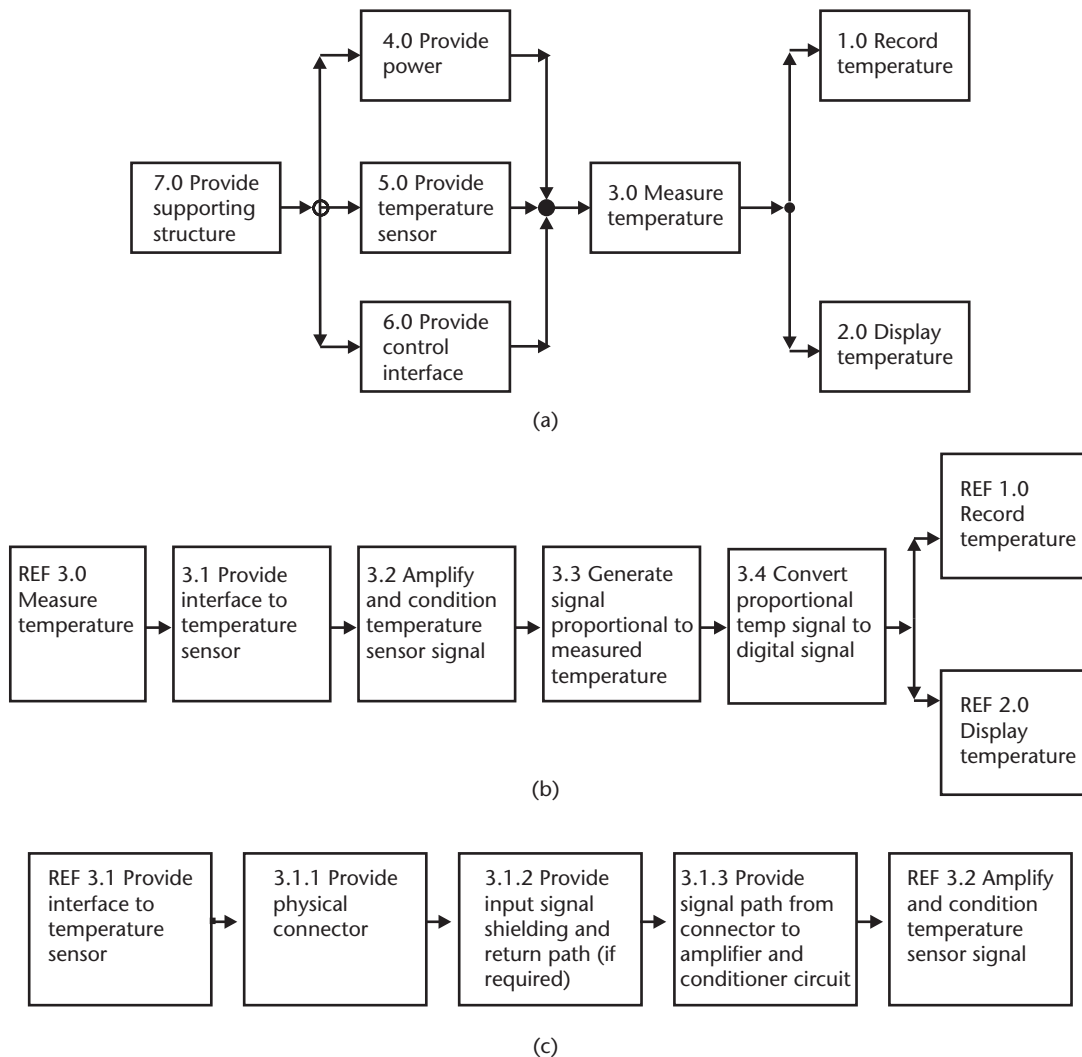 4.0 Provide
power
1.0 Record
temperature
7.0 Provide
supporting
structure
5.0 Provide
temperature
sensor
3.0 Measure
temperature
6.0 Provide
control
interface
2.0 Display
temperature
(a)
REF 1.0
Record
temperature
REF 3.0
Measure
temperature
3.1 Provide
interface to
temperature
sensor
3.2 Amplify
and condition
temperature
sensor signal
3.3 Generate
signal
proportional to
measured
temperature
3.4 Convert
proportional
temp signal to
digital signal
REF 2.0
Display
temperature
(b)
REF 3.1 Provide
interface to
temperature
sensor
3.1.1 Provide
physical
connector
3.1.2 Provide
input signal
shielding and
return path (if
required)
3.1.3 Provide
signal path from
connector to
amplifier and
conditioner circuit
REF 3.2 Amplify
and condition
temperature
sensor signal
(c)